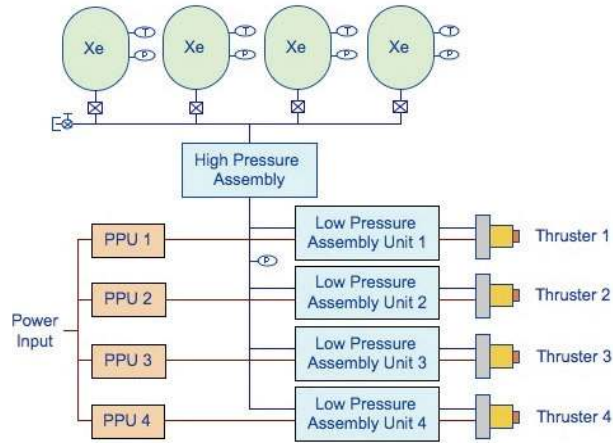 Xe
T
P
Xe
T
P
Xe
T
P
Xe
T
P
High Pressure
Assembly
PPU 1
Low Pressure
Assembly Unit 1
Thruster 1
P
PPU 2
Low Pressure
Assembly Unit 2
Thruster 2
Power
Input
PPU 3
Low Pressure
Assembly Unit 3
Thruster 3
PPU 4
Low Pressure
Assembly Unit 4
Thruster 4